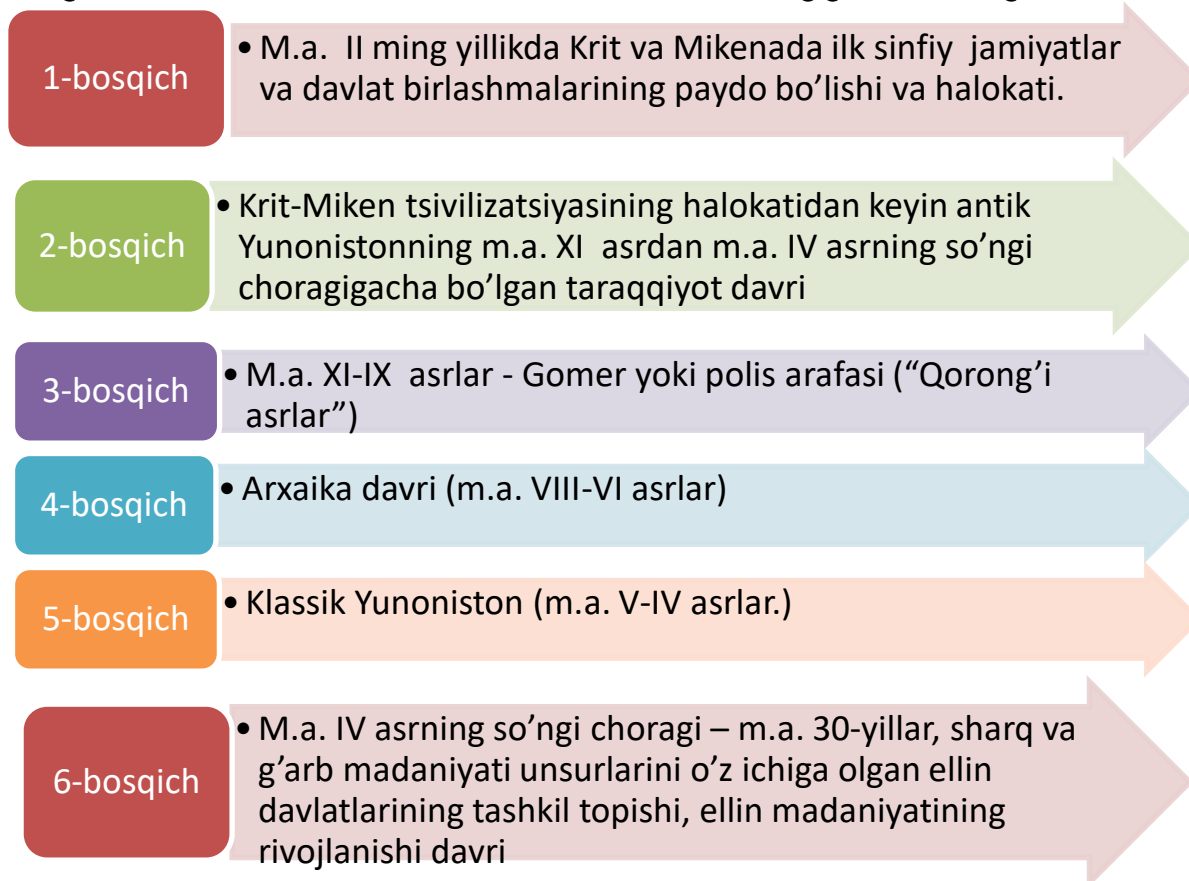 1-bosqich
• M.a. II ming yillikda Krit va Mikenada ilk sinfiy jamiyatlar
va davlat birlashmalarining paydo bo’lishi va halokati.
2-bosqich
• Krit-Miken tsivilizatsiyasining halokatidan keyin antik
Yunonistonning m.a. XI asrdan m.a. IV asrning so’ngi
choragigacha bo’lgan taraqqiyot davri
3-bosqich
• M.a. XI-IX asrlar - Gomer yoki polis arafasi (“Qorong’i
asrlar”)
4-bosqich
• Arxaika davri (m.a. VIII-VI asrlar)
5-bosqich
• Klassik Yunoniston (m.a. V-IV asrlar.)
6-bosqich
• M.a. IV asrning so’ngi choragi – m.a. 30-yillar, sharq va
g’arb madaniyati unsurlarini o’z ichiga olgan ellin
davlatlarining tashkil topishi, ellin madaniyatining
rivojlanishi davri